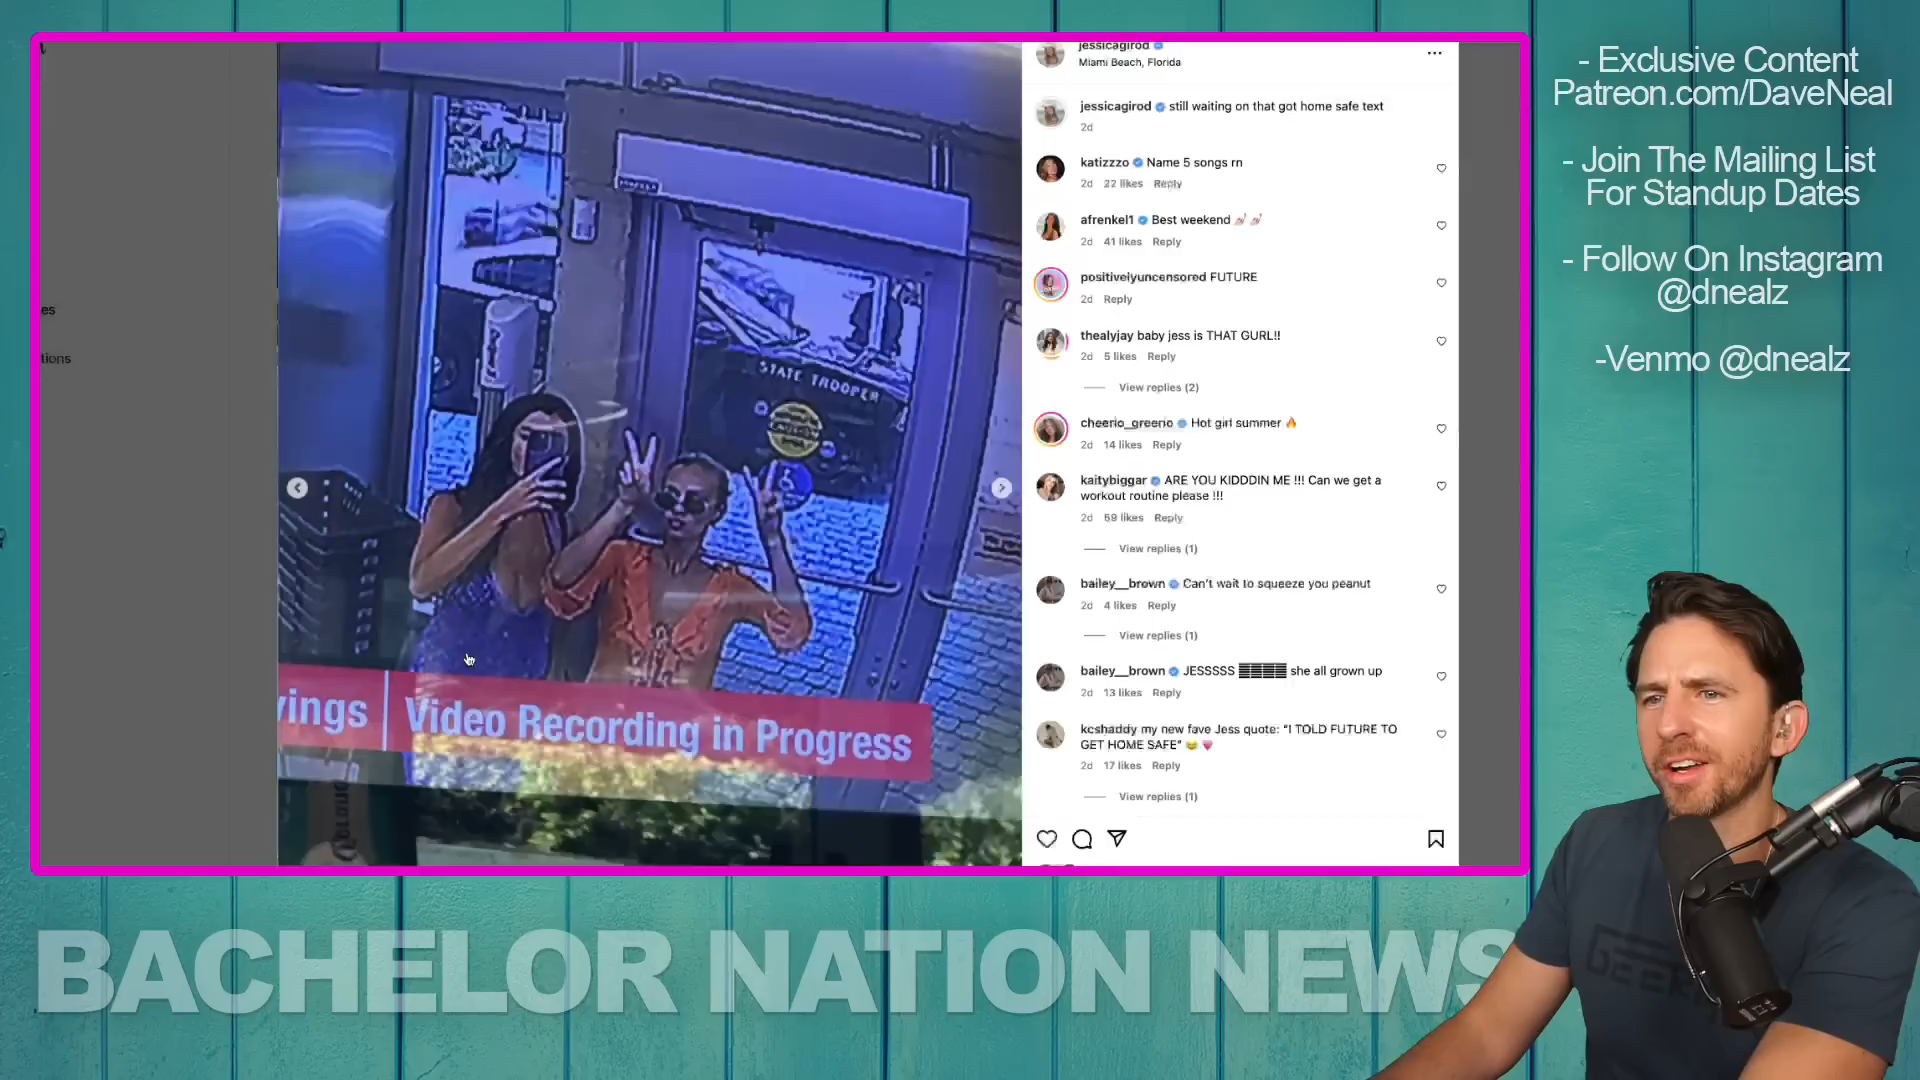 jessicagirod
Miami Beach, Florida
jessicagirod still waiting on that got home safe text
2d
katizzzo Name 5 songs rn
2d 22 likes Reply
afrenkel1 Best weekend 💅🏻 💅🏻
2d 41 likes Reply
positivelyuncensored FUTURE
2d Reply
thealyjay baby jess is THAT GURL!!
2d 5 likes Reply
View replies (2)
cheerio_greerio Hot girl summer 🔥
2d 14 likes Reply
kaitybiggar ARE YOU KIDDDIN ME !!! Can we get a
workout routine please !!!
2d 59 likes Reply
View replies (1)
bailey__brown Can't wait to squeeze you peanut
2d 4 likes Reply
View replies (1)
bailey__brown JESSSSS she all grown up
2d 13 likes Reply
kcshaddy my new fave Jess quote: "I TOLD FUTURE TO
GET HOME SAFE" 😂 💗
2d 17 likes Reply
View replies (1)
es
tions
STATE TROOPER
CAUTION
vings | Video Recording in Progress
- Exclusive Content
Patreon.com/DaveNeal
- Join The Mailing List
For Standup Dates
- Follow On Instagram
@dnealz
-Venmo @dnealz
BACHELOR NATION NEWS